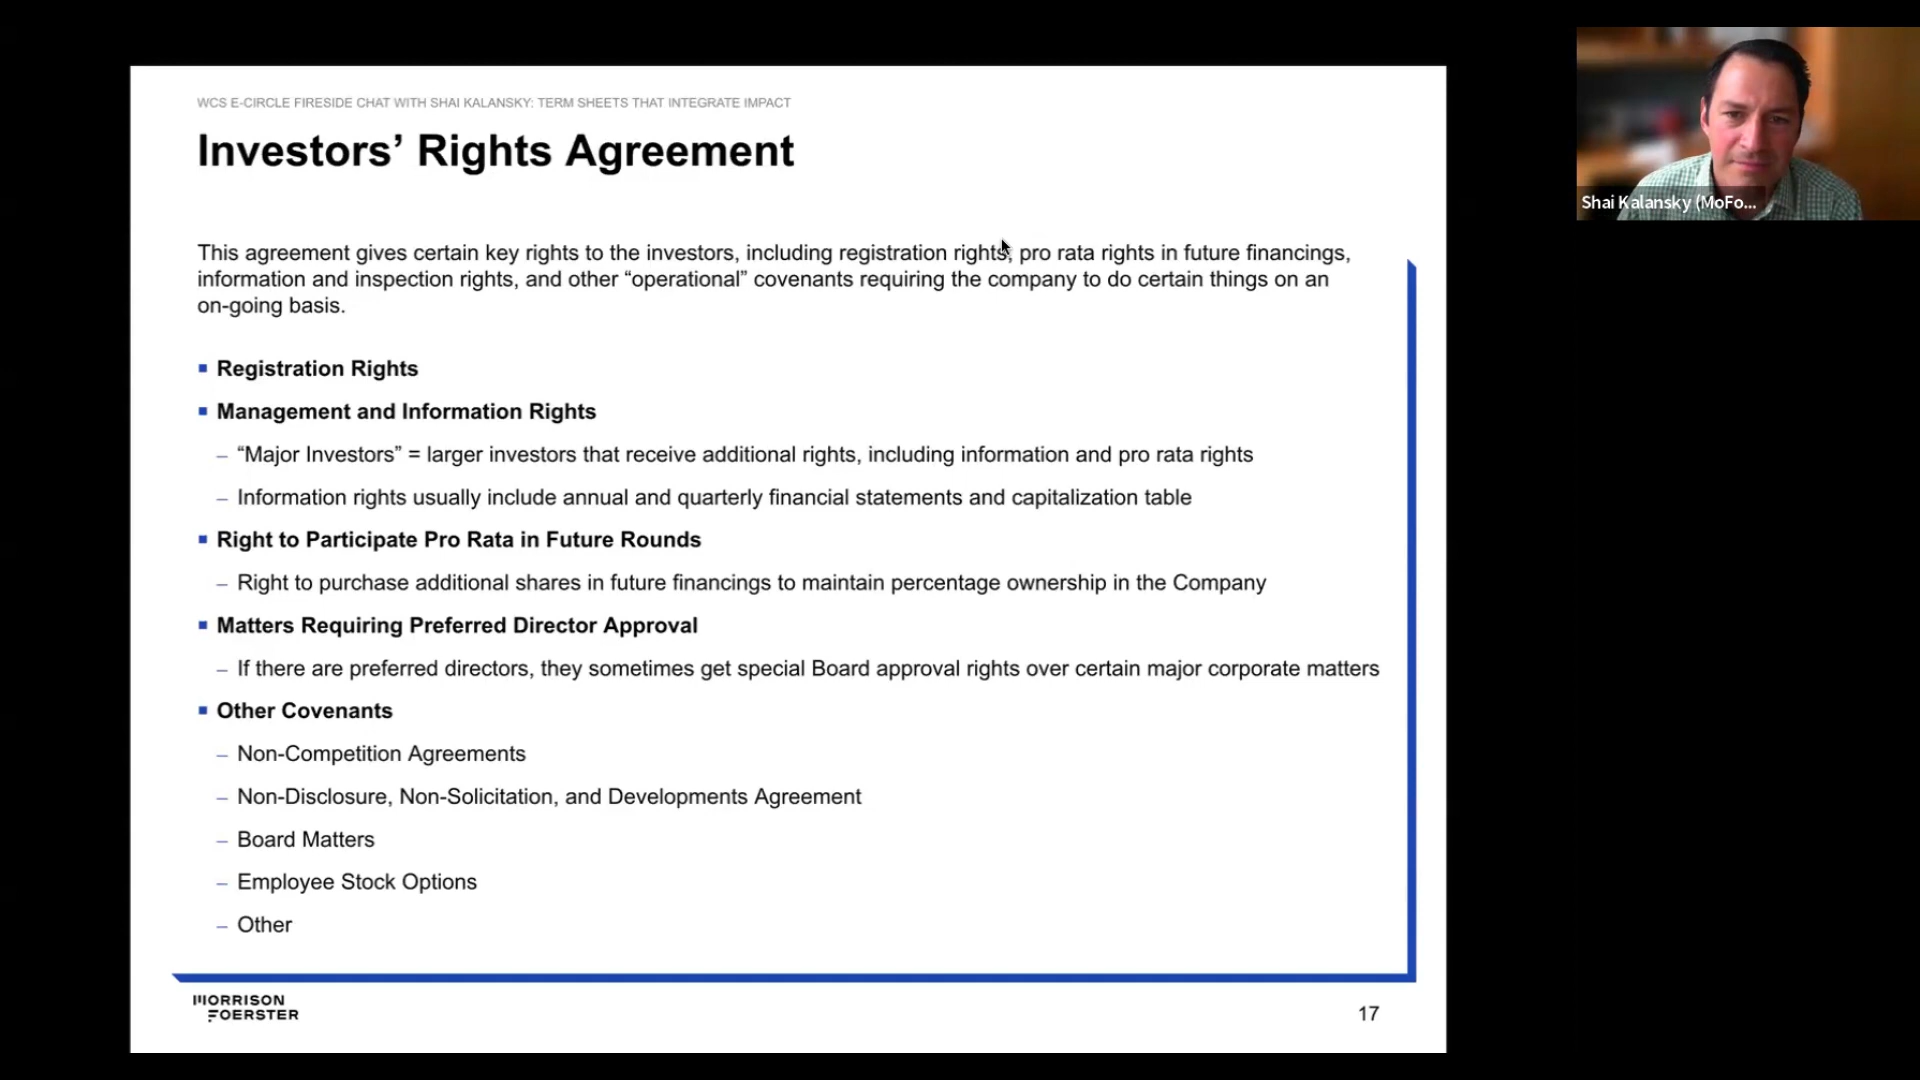 WCS E-CIRCLE FIRESIDE CHAT WITH SHAI KALANSKY: TERM SHEETS THAT INTEGRATE IMPACT
Investors’ Rights Agreement
Shai Kalansky (MoFo...
This agreement gives certain key rights to the investors, including registration rights, pro rata rights in future financings,
information and inspection rights, and other “operational” covenants requiring the company to do certain things on an
on-going basis.
▪ Registration Rights
▪ Management and Information Rights
– “Major Investors” = larger investors that receive additional rights, including information and pro rata rights
– Information rights usually include annual and quarterly financial statements and capitalization table
▪ Right to Participate Pro Rata in Future Rounds
– Right to purchase additional shares in future financings to maintain percentage ownership in the Company
▪ Matters Requiring Preferred Director Approval
– If there are preferred directors, they sometimes get special Board approval rights over certain major corporate matters
▪ Other Covenants
– Non-Competition Agreements
– Non-Disclosure, Non-Solicitation, and Developments Agreement
– Board Matters
– Employee Stock Options
– Other
MORRISON
FOERSTER
17